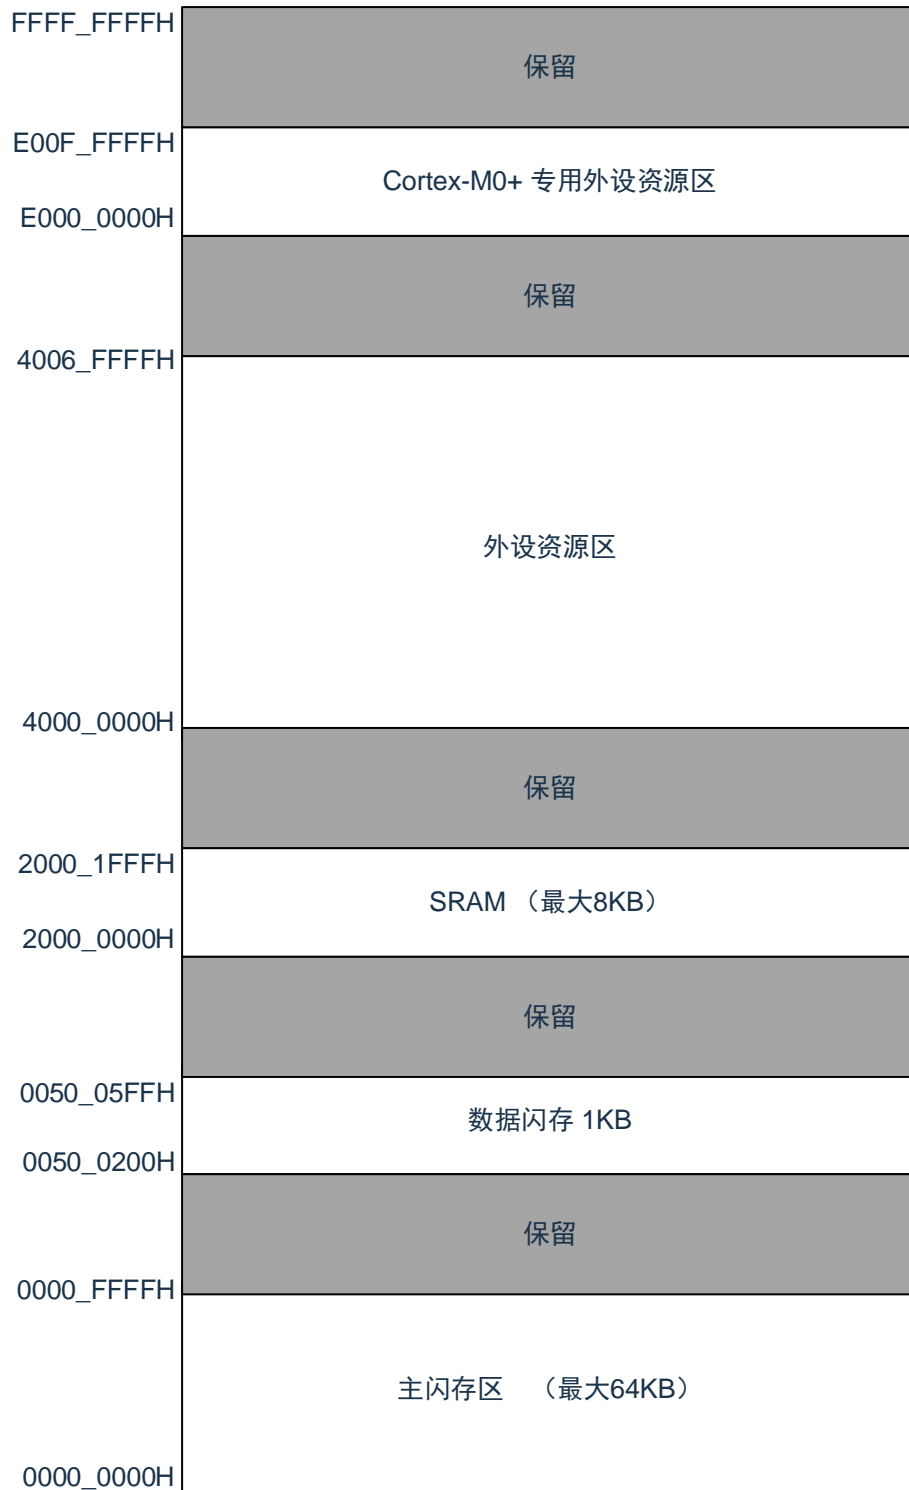 FFFF_FFFFH
保留
E00F_FFFFH
Cortex-M0+ 专用外设资源区
E000_0000H
保留
4006_FFFFH
外设资源区
4000_0000H
保留
2000_1FFFH
SRAM （最大8KB）
2000_0000H
保留
0050_05FFH
数据闪存 1KB
0050_0200H
保留
0000_FFFFH
主闪存区 （最大64KB）
0000_0000H